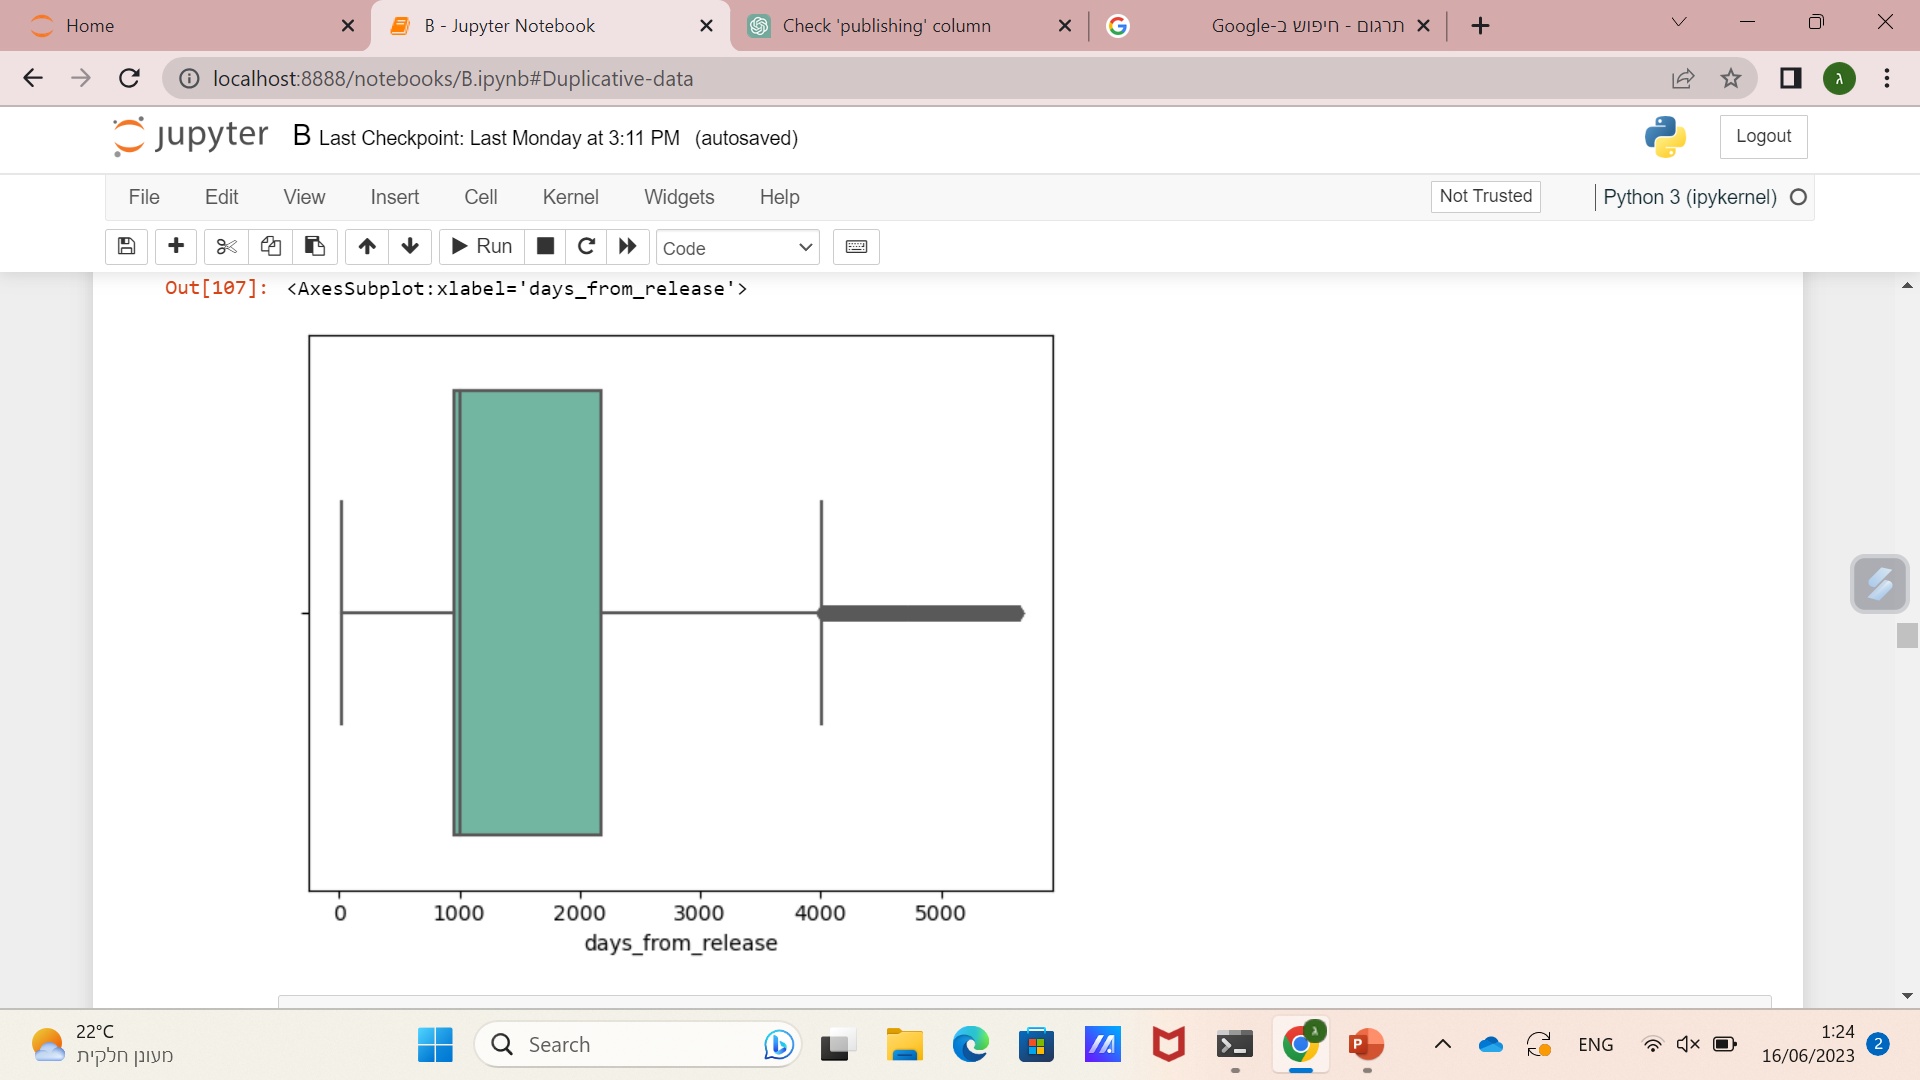 Home
B - Jupyter Notebook
Check 'publishing' column
תרגום - חיפוש ב-Google
localhost:8888/notebooks/B.ipynb#Duplicative-data
ג
jupyter B Last Checkpoint: Last Monday at 3:11 PM (autosaved)
Logout
File Edit View Insert Cell Kernel Widgets Help
Not Trusted
Python 3 (ipykernel)
Run
Code
Out[107]: <AxesSubplot:xlabel='days_from_release'>
0 1000 2000 3000 4000 5000
days_from_release
22°C
מעונן חלקית
Search
ג
P
ENG
1:24
16/06/2023
2